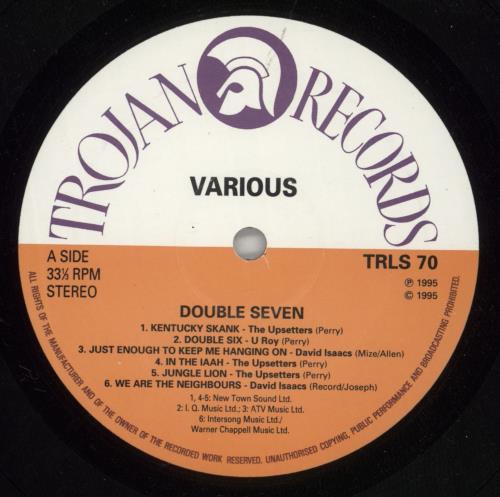 TROJAN RECORDS
VARIOUS
A SIDE
33⅓ RPM
STEREO
TRLS 70
℗ 1995
© 1995
DOUBLE SEVEN
1. KENTUCKY SKANK - The Upsetters (Perry)
2. DOUBLE SIX - U Roy (Perry)
3. JUST ENOUGH TO KEEP ME HANGING ON - David Isaacs (Mize/Allen)
4. IN THE IAAH - The Upsetters (Perry)
5. JUNGLE LION - The Upsetters (Perry)
6. WE ARE THE NEIGHBOURS - David Isaacs (Record/Joseph)
1, 4-5: New Town Sound Ltd.
2: I. Q. Music Ltd.; 3: ATV Music Ltd.
6: Intersong Music Ltd./
Warner Chappell Music Ltd.
ALL RIGHTS OF THE MANUFACTURER AND OF THE OWNER OF THE RECORDED WORK RESERVED. UNAUTHORISED COPYING, PUBLIC PERFORMANCE AND BROADCASTING PROHIBITED.